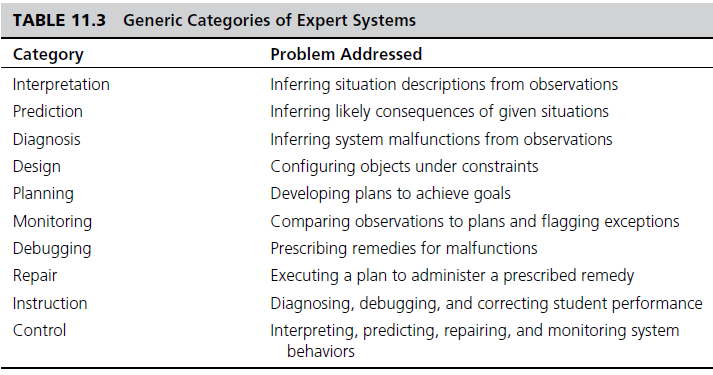 TABLE 11.3 Generic Categories of Expert Systems
Category Problem Addressed
Interpretation Inferring situation descriptions from observations
Prediction Inferring likely consequences of given situations
Diagnosis Inferring system malfunctions from observations
Design Configuring objects under constraints
Planning Developing plans to achieve goals
Monitoring Comparing observations to plans and flagging exceptions
Debugging Prescribing remedies for malfunctions
Repair Executing a plan to administer a prescribed remedy
Instruction Diagnosing, debugging, and correcting student performance
Control Interpreting, predicting, repairing, and monitoring system
behaviors